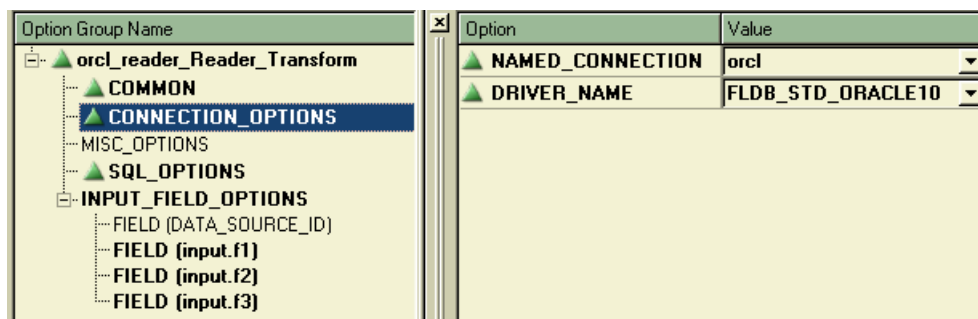 Option Group Name
orcl_reader_Reader_Transform
COMMON
CONNECTION_OPTIONS
MISC_OPTIONS
SQL_OPTIONS
INPUT_FIELD_OPTIONS
FIELD (DATA_SOURCE_ID)
FIELD (input.f1)
FIELD (input.f2)
FIELD (input.f3)
Option Value
NAMED_CONNECTION orcl
DRIVER_NAME FLDB_STD_ORACLE10